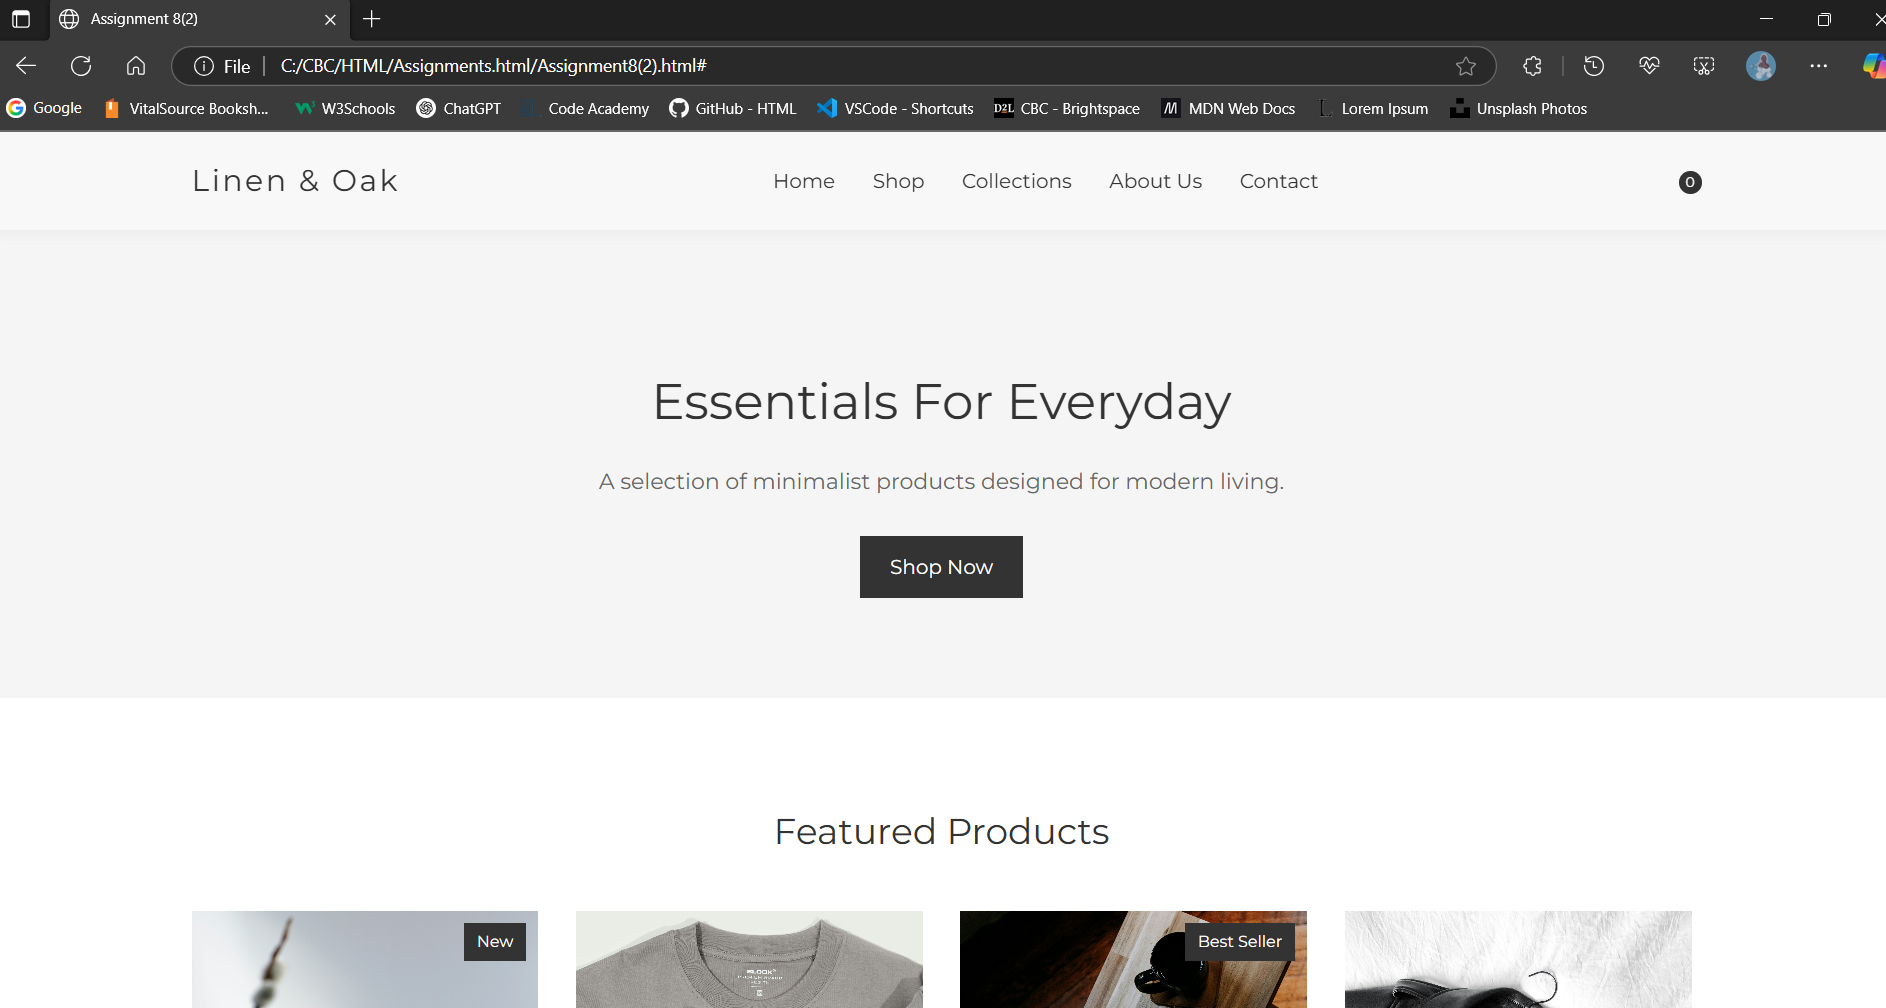 Assignment 8(2)
File C:/CBC/HTML/Assignments.html/Assignment8(2).html#
Google VitalSource Booksh... W3Schools ChatGPT Code Academy GitHub - HTML VSCode - Shortcuts D2L CBC - Brightspace MDN Web Docs Lorem Ipsum Unsplash Photos
Linen & Oak Home Shop Collections About Us Contact 0
Essentials For Everyday
A selection of minimalist products designed for modern living.
Shop Now
Featured Products
New Best Seller